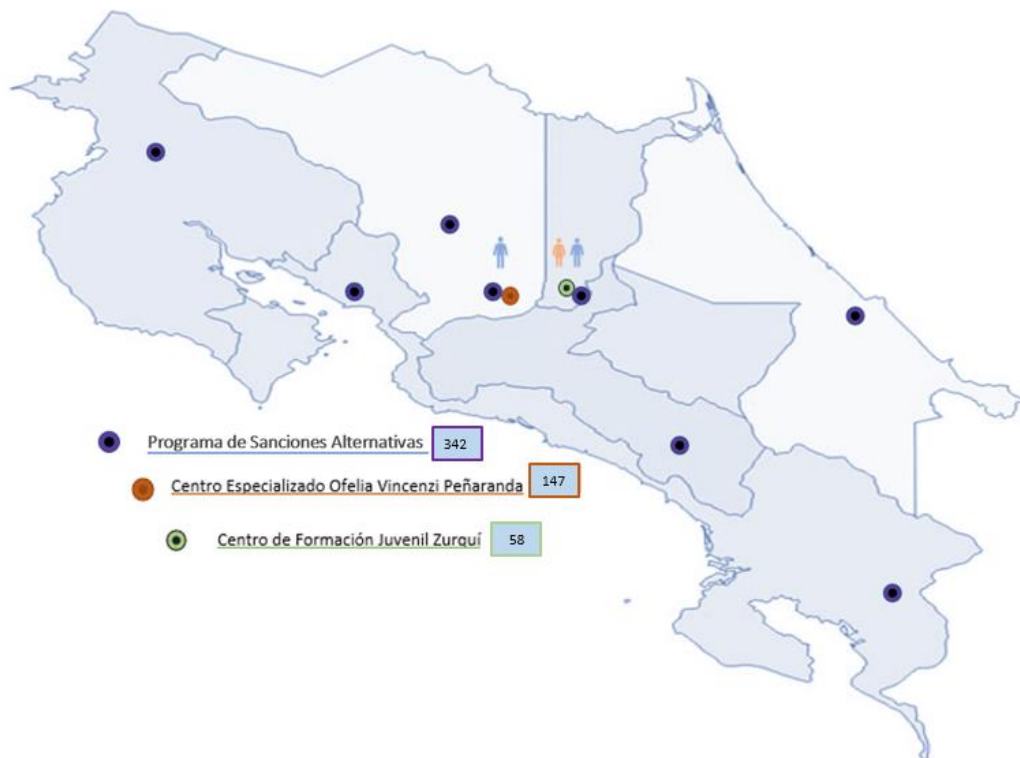 Programa de Sanciones Alternativas 342
Centro Especializado Ofelia Vincenzi Peñaranda 147
Centro de Formación Juvenil Zurquí 58